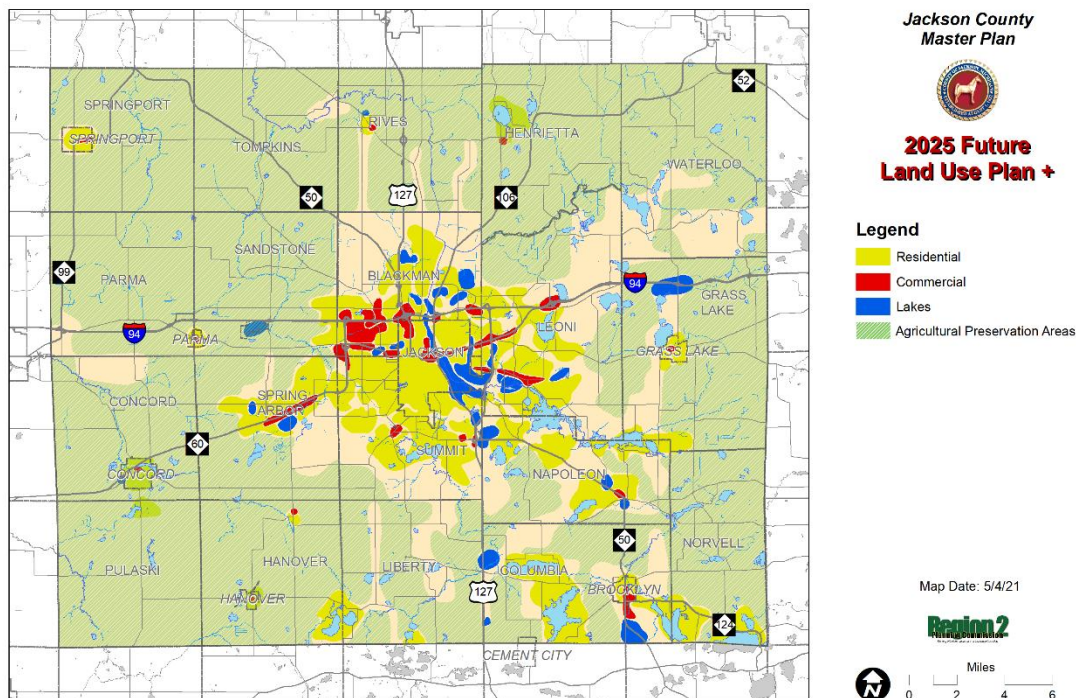 Jackson County
Master Plan
2025 Future
Land Use Plan +
Legend
Residential
Commercial
Lakes
Agricultural Preservation Areas
Map Date: 5/4/21
Region 2
Planning Commission
N
Miles
0 1 2 4 6
52
SPRINGPORT
SPRINGPORT
RIVES
HENRIETTA
TOMPKINS
WATERLOO
50
127
106
SANDSTONE
99
PARMA
BLACKMAN
94
GRASS
LAKE
94
PARMA
LEONI
JACKSON
GRASS LAKE
CONCORD
SPRING
ARBOR
60
SUMMIT
CONCORD
NAPOLEON
50
NORVELL
PULASKI
HANOVER
LIBERTY
COLUMBIA
HANOVER
127
BROOKLYN
124
CEMENT CITY